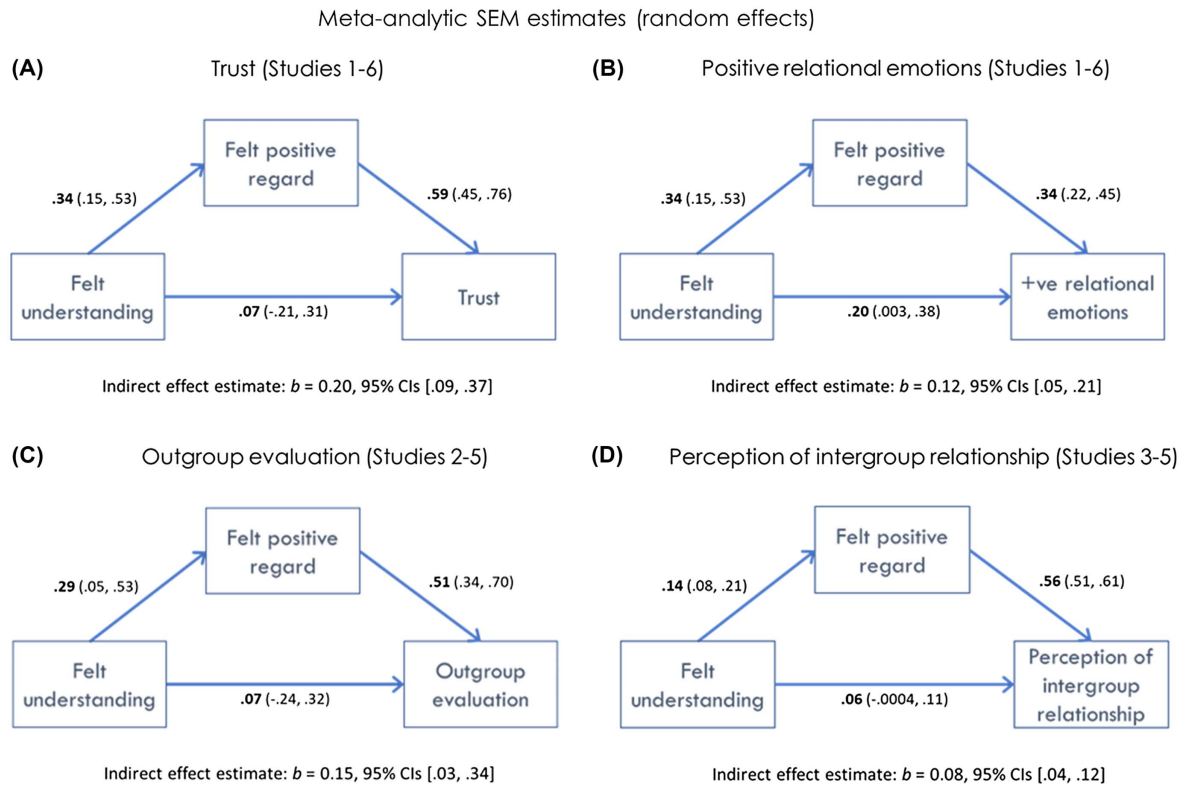 Meta-analytic SEM estimates (random effects)
(A) Trust (Studies 1-6)
Felt positive
regard
.34 (.15, .53)
.59 (.45, .76)
Felt
understanding
Trust
.07 (-.21, .31)
Indirect effect estimate: b = 0.20, 95% CIs [.09, .37]
(B) Positive relational emotions (Studies 1-6)
Felt positive
regard
.34 (.15, .53)
.34 (.22, .45)
Felt
understanding
+ve relational
emotions
.20 (.003, .38)
Indirect effect estimate: b = 0.12, 95% CIs [.05, .21]
(C) Outgroup evaluation (Studies 2-5)
Felt positive
regard
.29 (.05, .53)
.51 (.34, .70)
Felt
understanding
Outgroup
evaluation
.07 (-.24, .32)
Indirect effect estimate: b = 0.15, 95% CIs [.03, .34]
(D) Perception of intergroup relationship (Studies 3-5)
Felt positive
regard
.14 (.08, .21)
.56 (.51, .61)
Felt
understanding
Perception of
intergroup
relationship
.06 (-.0004, .11)
Indirect effect estimate: b = 0.08, 95% CIs [.04, .12]